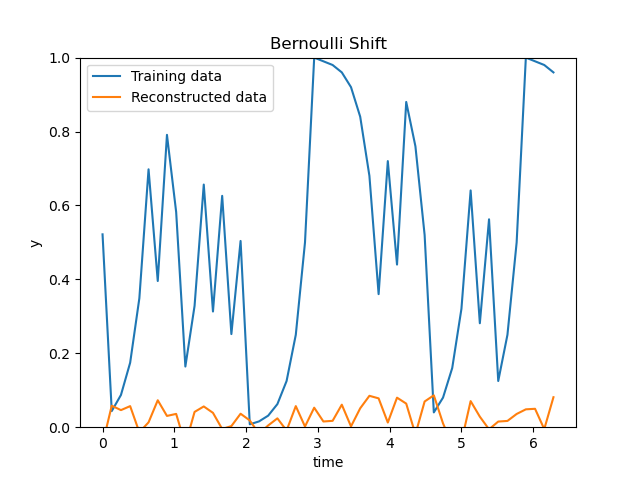 Bernoulli Shift
Training data
Reconstructed data
1.0
0.8
0.6
0.4
0.2
0.0
y
0 1 2 3 4 5 6
time